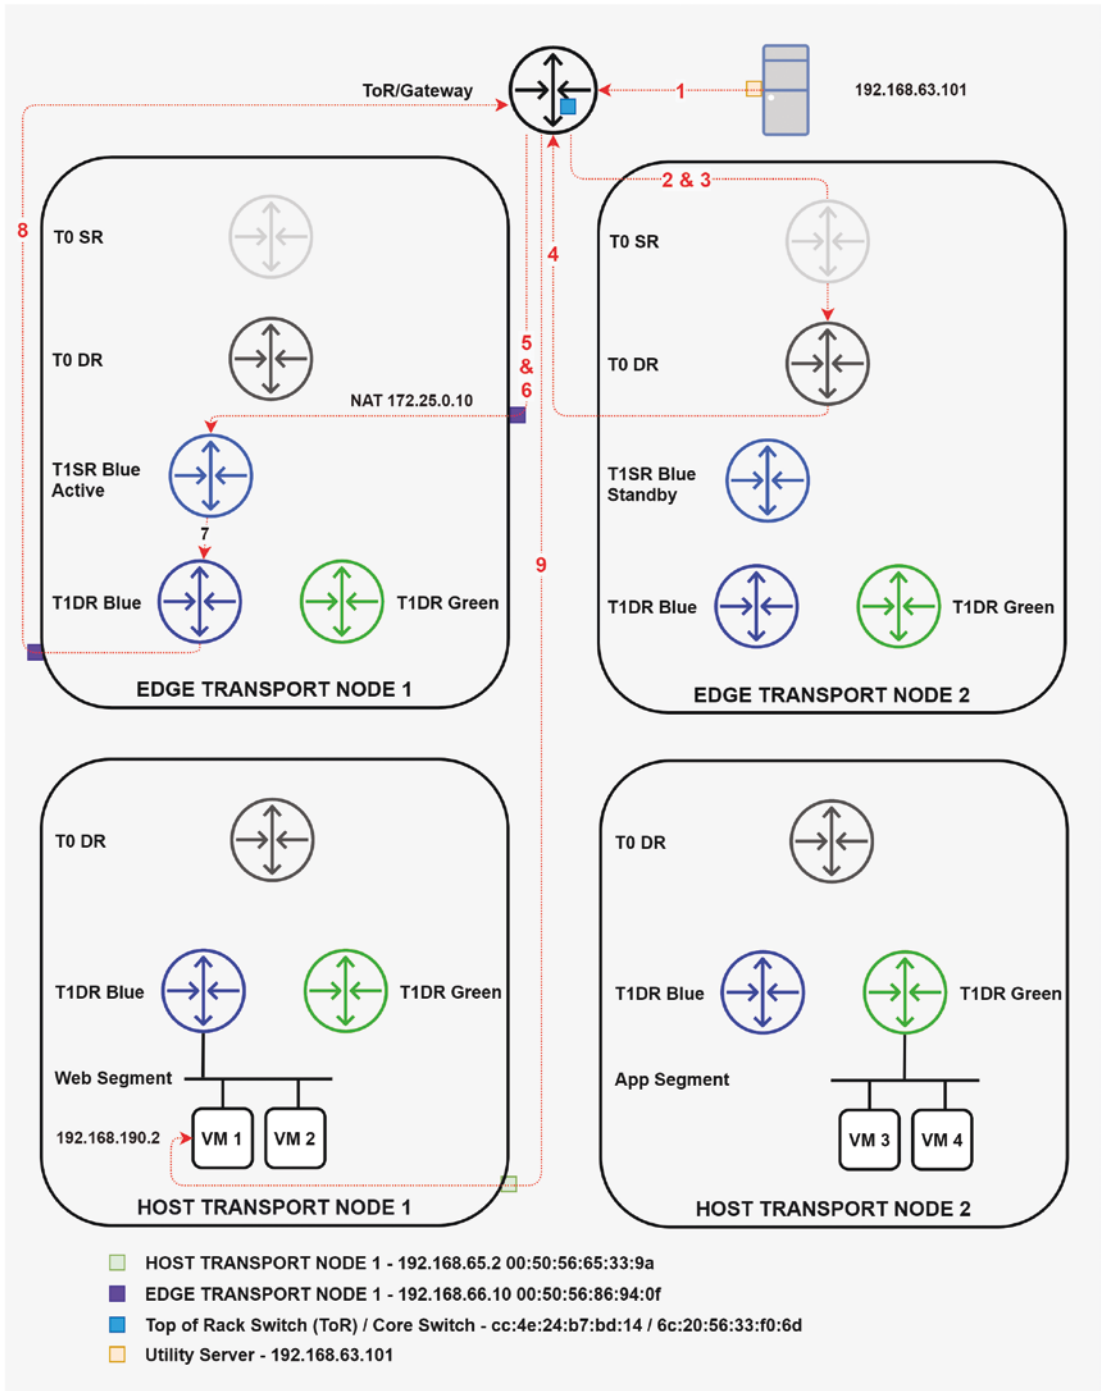 ToR/Gateway
1
192.168.63.101
8
T0 SR
2 & 3
T0 SR
4
T0 DR
5
&
6
T0 DR
NAT 172.25.0.10
T1SR Blue
Active
T1SR Blue
Standby
7
9
T1DR Blue
T1DR Green
T1DR Blue
T1DR Green
EDGE TRANSPORT NODE 1
EDGE TRANSPORT NODE 2
T0 DR
T0 DR
T1DR Blue
T1DR Green
T1DR Blue
T1DR Green
Web Segment
App Segment
192.168.190.2
VM 1
VM 2
VM 3
VM 4
HOST TRANSPORT NODE 1
HOST TRANSPORT NODE 2
HOST TRANSPORT NODE 1 - 192.168.65.2 00:50:56:65:33:9a
EDGE TRANSPORT NODE 1 - 192.168.66.10 00:50:56:86:94:0f
Top of Rack Switch (ToR) / Core Switch - cc:4e:24:b7:bd:14 / 6c:20:56:33:f0:6d
Utility Server - 192.168.63.101